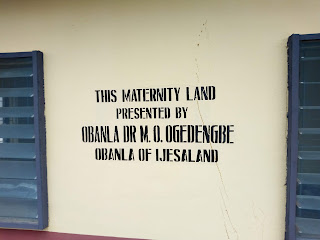 THIS MATERNITY LAND
PRESENTED BY
OBANLA DR M. O. OGEDENGBE
OBANLA OF IJESALAND